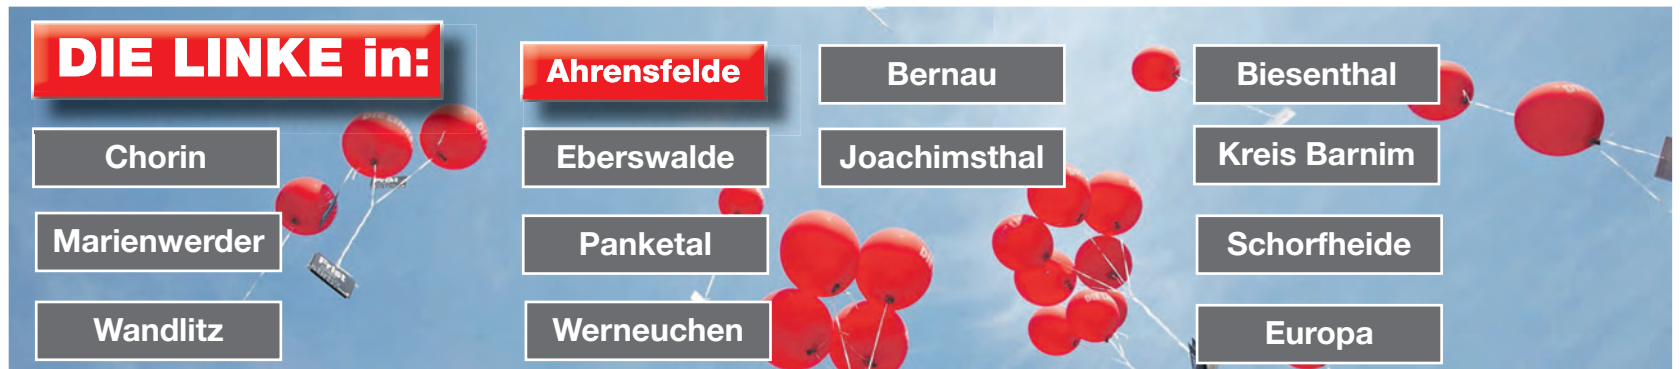 DIE LINKE in:
Ahrensfelde
Bernau
Biesenthal
Chorin
Eberswalde
Joachimsthal
Kreis Barnim
Marienwerder
Panketal
Schorfheide
Wandlitz
Werneuchen
Europa